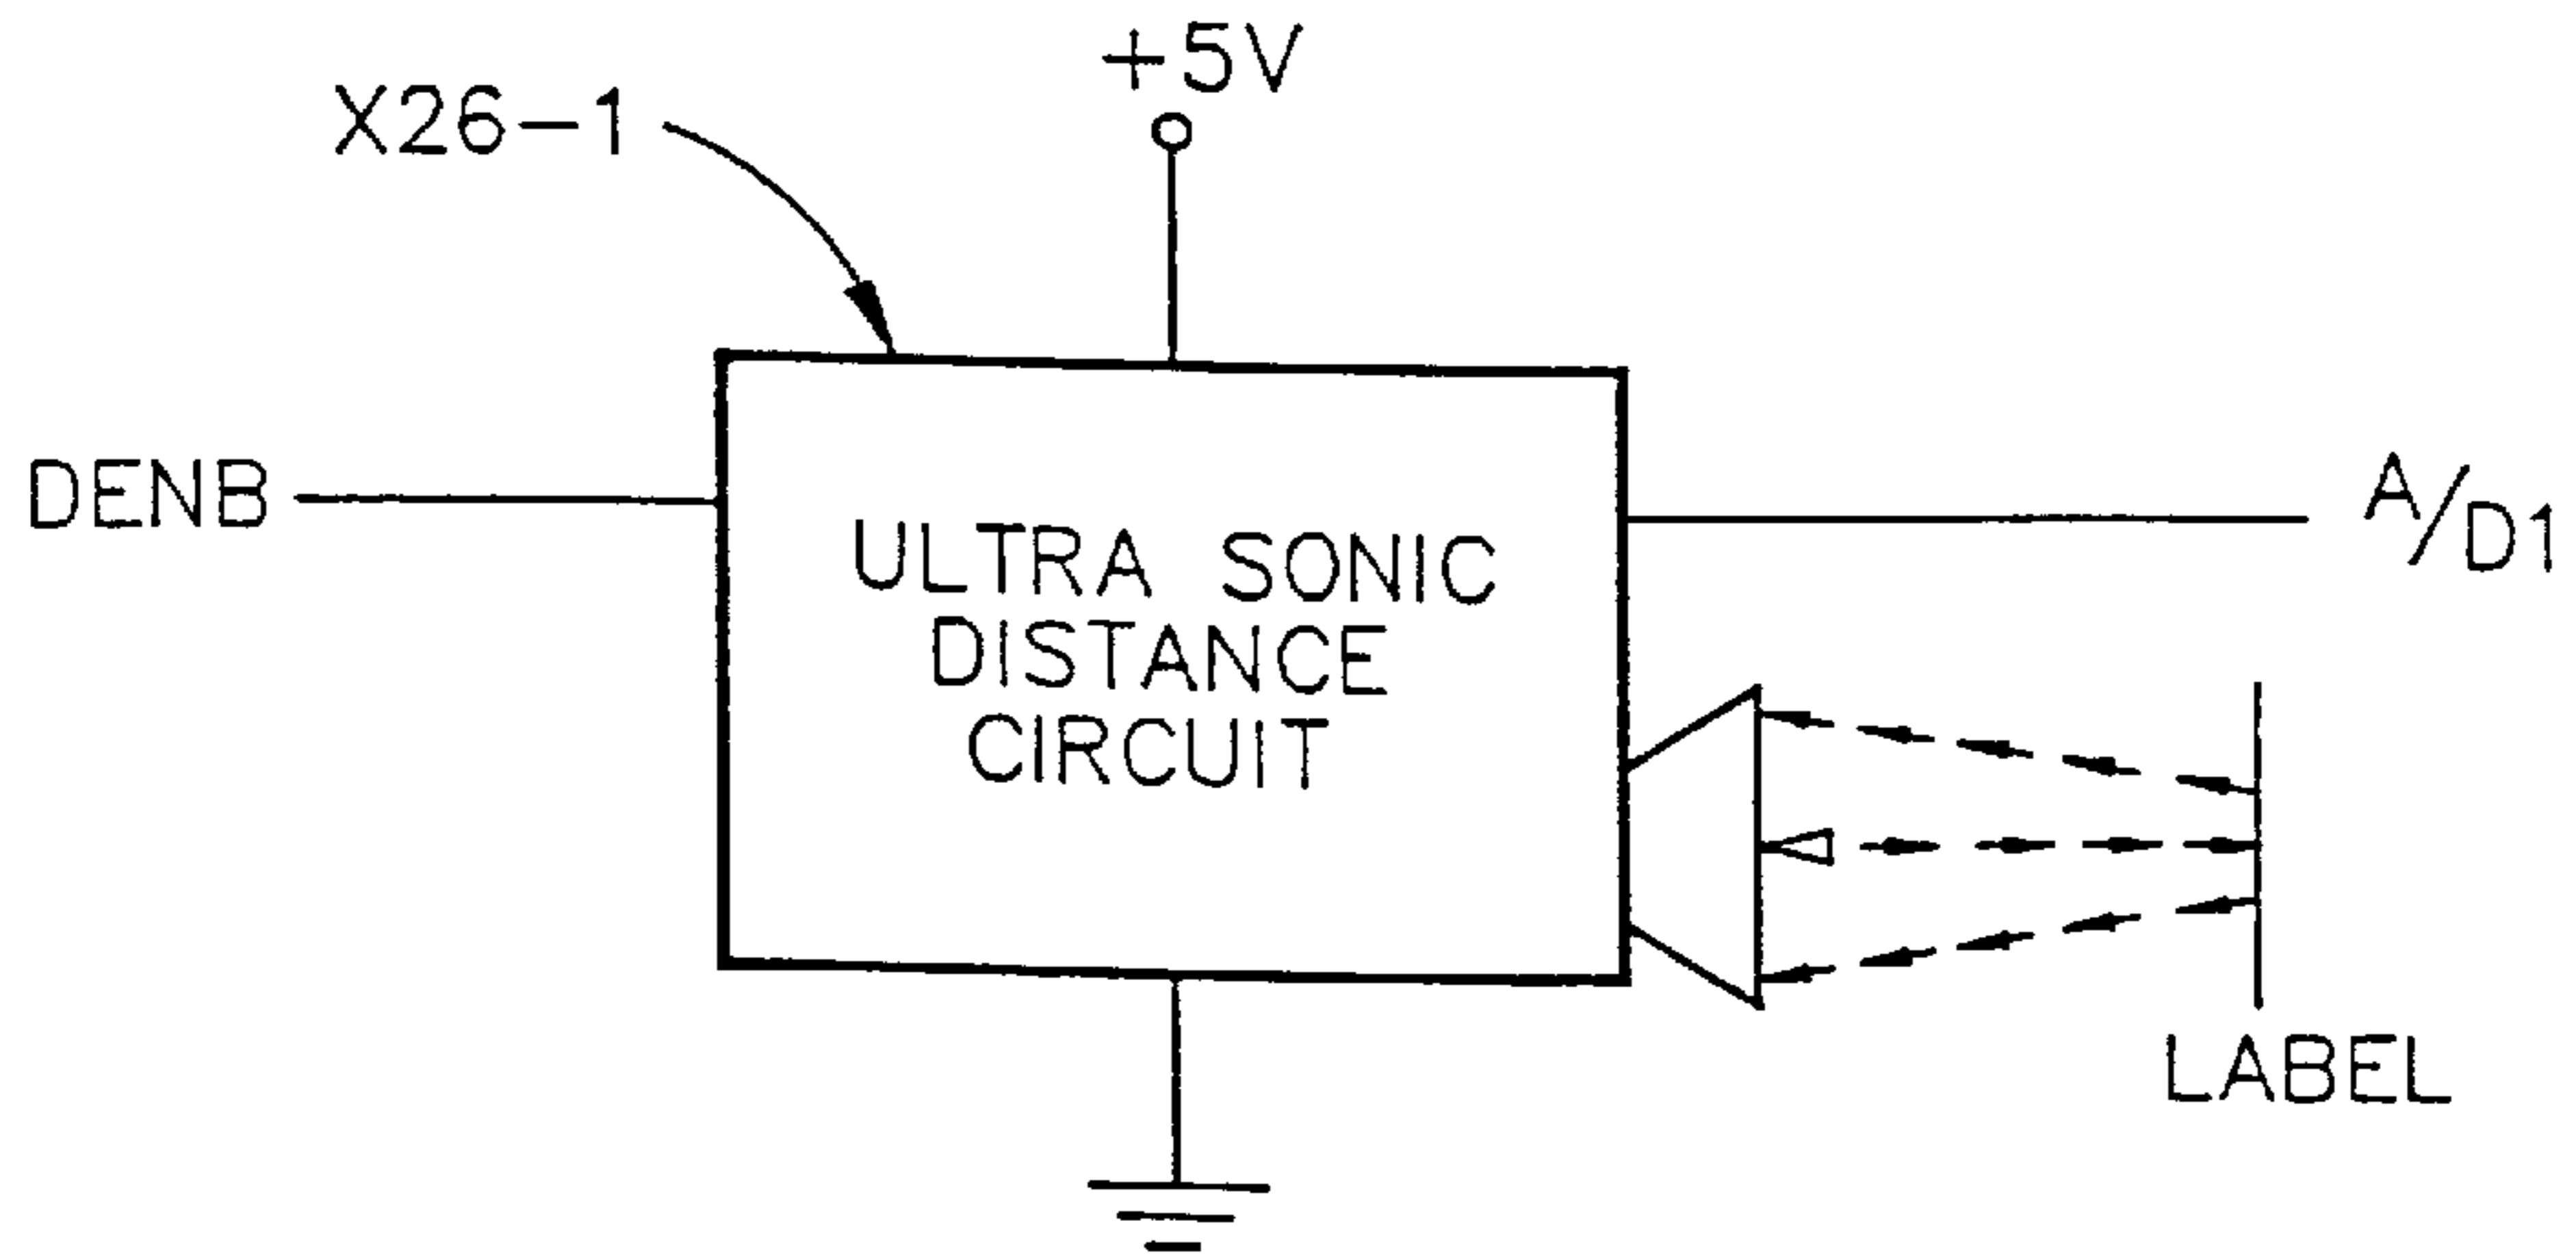 +5V
X26-1
DENB
A/D1
ULTRA SONIC
DISTANCE
CIRCUIT
LABEL